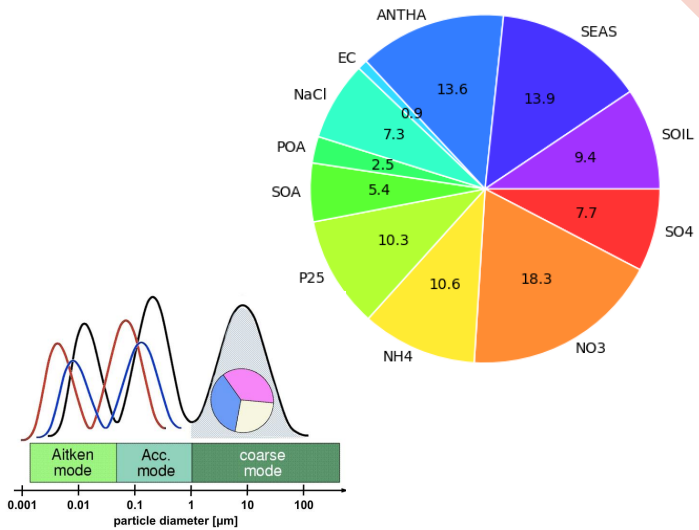 ANTHA
SEAS
EC
13.6
13.9
NaCl
0.9
SOIL
7.3
9.4
POA
2.5
SOA
5.4
7.7
SO4
10.3
P25
10.6
18.3
NH4
NO3
Aitken
mode
Acc.
mode
coarse
mode
0.001 0.01 0.1 1 10 100
particle diameter [µm]